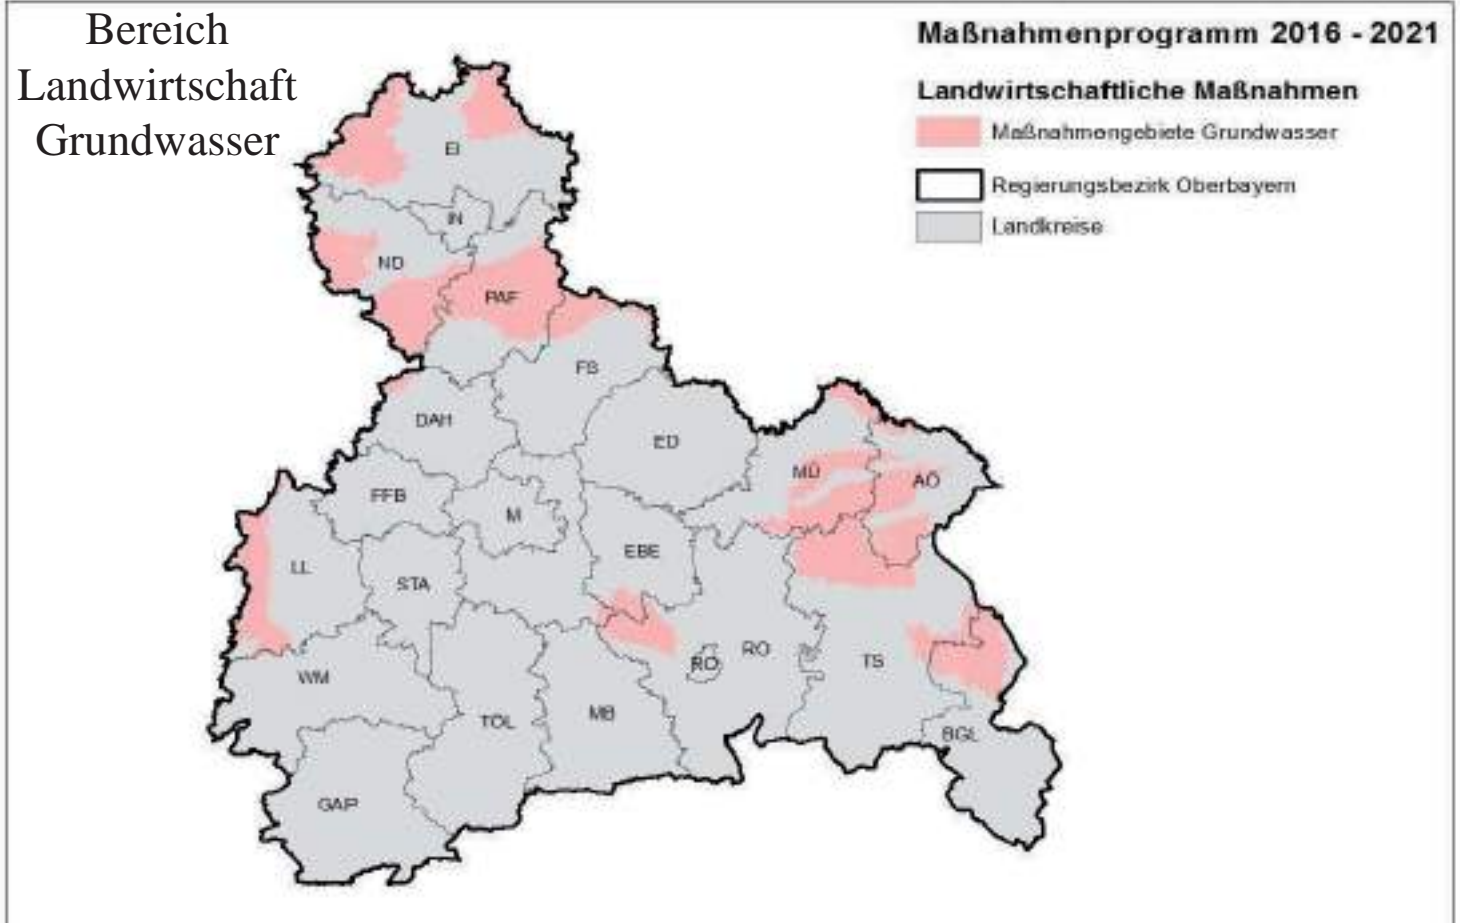 Bereich
Landwirtschaft
Grundwasser
Maßnahmenprogramm 2016 - 2021
Landwirtschaftliche Maßnahmen
Maßnahmengebiete Grundwasser
Regierungsbezirk Oberbayern
Landkreise
EI
IN
ND
PAF
FS
DAH
ED
MÜ
AÖ
FFB
M
EBE
LL
STA
RO
RO
TS
WM
TÖL
MB
BGL
GAP